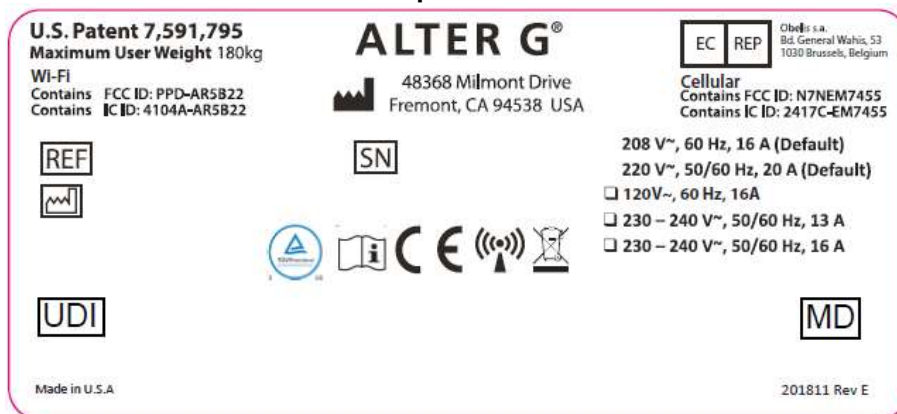 U.S. Patent 7,591,795
Maximum User Weight 180kg
Wi-Fi
Contains FCC ID: PPD-AR5B22
Contains IC ID: 4104A-AR5B22
ALTER G®
48368 Milmont Drive
Fremont, CA 94538 USA
EC REP
Obelis s.a.
Bd. General Wahis, 53
1030 Brussels, Belgium
Cellular
Contains FCC ID: N7NEM7455
Contains IC ID: 2417C-EM7455
REF
SN
208 V~, 60 Hz, 16 A (Default)
220 V~, 50/60 Hz, 20 A (Default)
❑ 120V~, 60 Hz, 16A
❑ 230 – 240 V~, 50/60 Hz, 13 A
❑ 230 – 240 V~, 50/60 Hz, 16 A
i CE
UDI
MD
Made in U.S.A
201811 Rev E